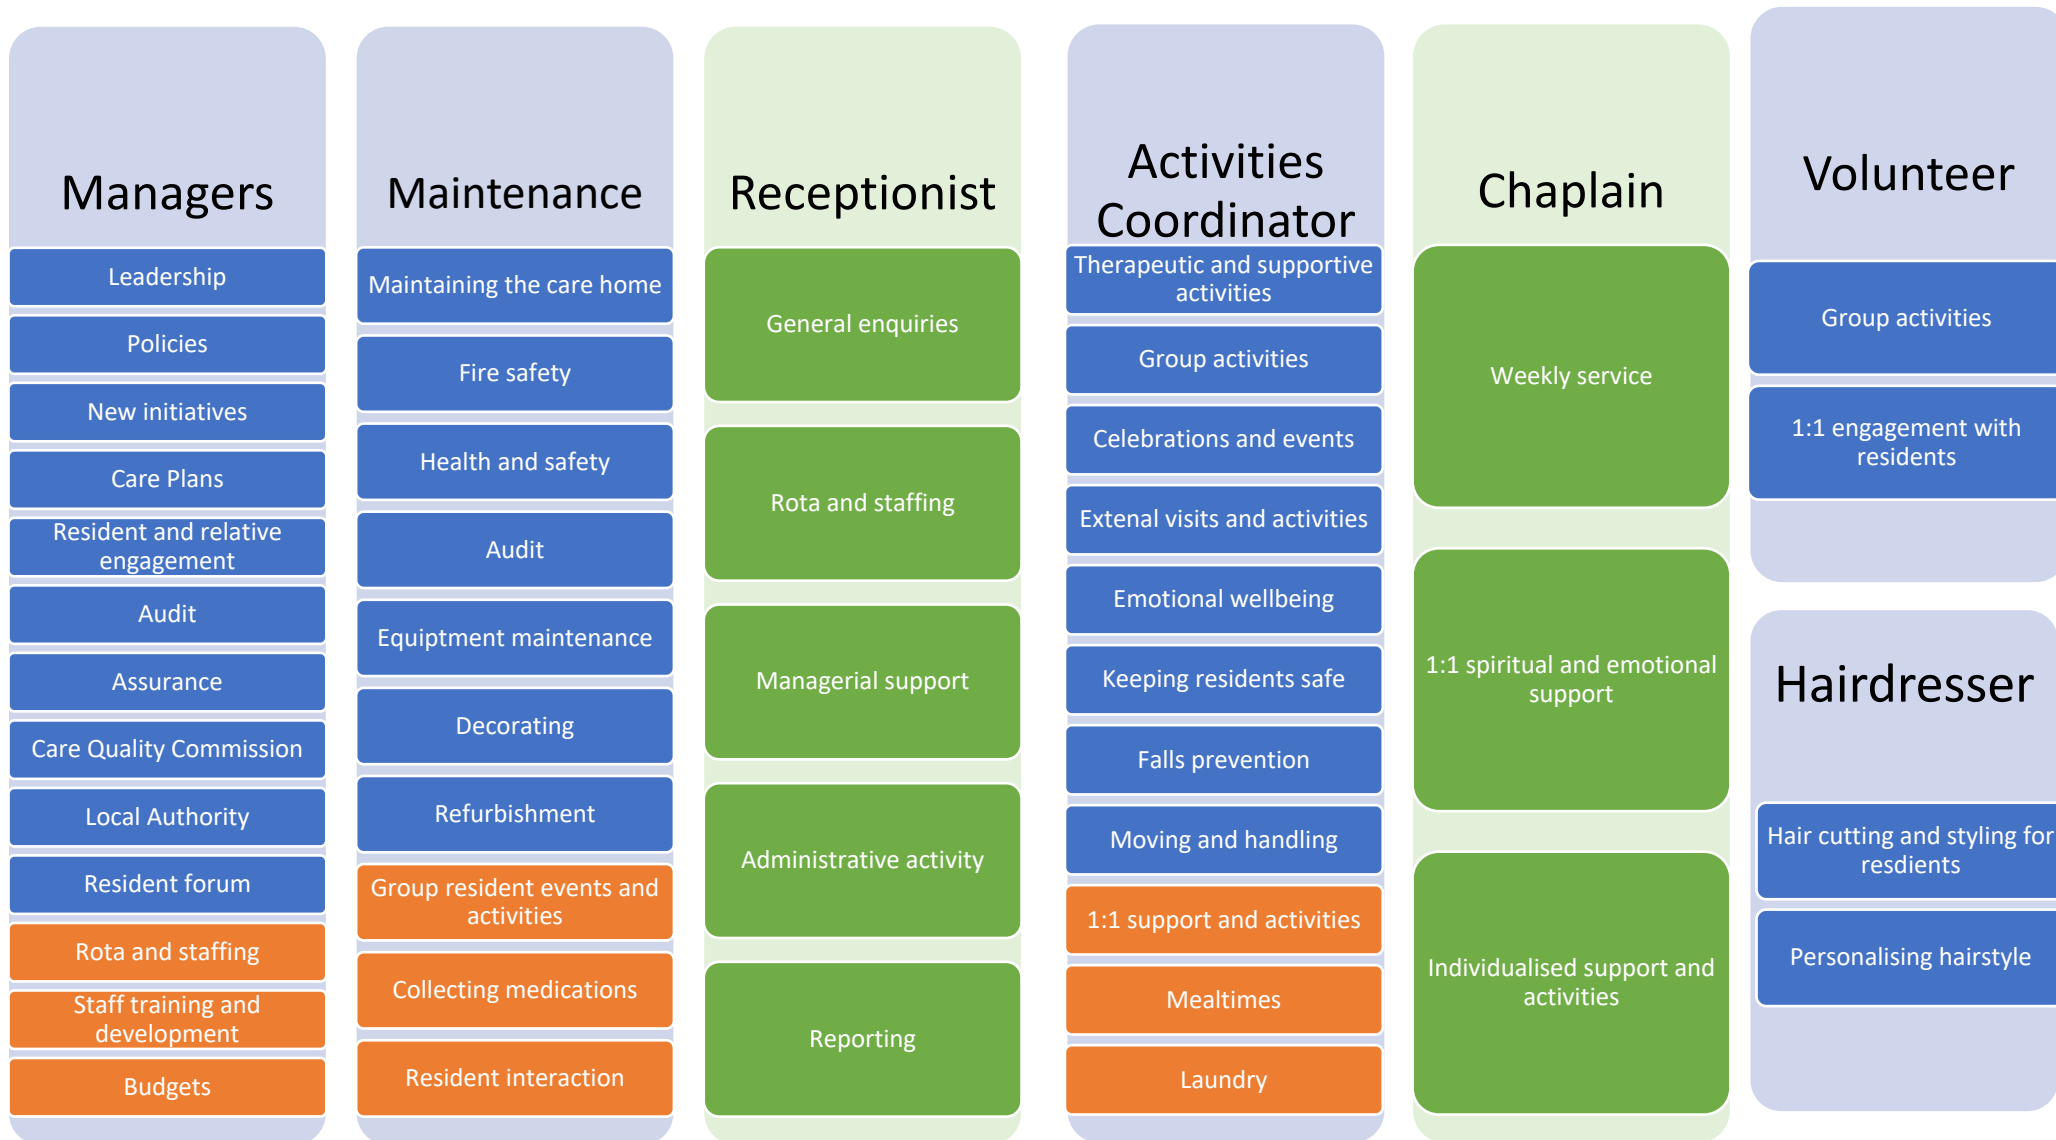 Managers
Leadership
Policies
New initiatives
Care Plans
Resident and relative
engagement
Audit
Assurance
Care Quality Commission
Local Authority
Resident forum
Rota and staffing
Staff training and
development
Budgets
Maintenance
Maintaining the care home
Fire safety
Health and safety
Audit
Equiptment maintenance
Decorating
Refurbishment
Group resident events and
activities
Collecting medications
Resident interaction
Receptionist
General enquiries
Rota and staffing
Managerial support
Administrative activity
Reporting
Activities
Coordinator
Therapeutic and supportive
activities
Group activities
Celebrations and events
Extenal visits and activities
Emotional wellbeing
Keeping residents safe
Falls prevention
Moving and handling
1:1 support and activities
Mealtimes
Laundry
Chaplain
Weekly service
1:1 spiritual and emotional
support
Individualised support and
activities
Volunteer
Group activities
1:1 engagement with
residents
Hairdresser
Hair cutting and styling for
resdients
Personalising hairstyle